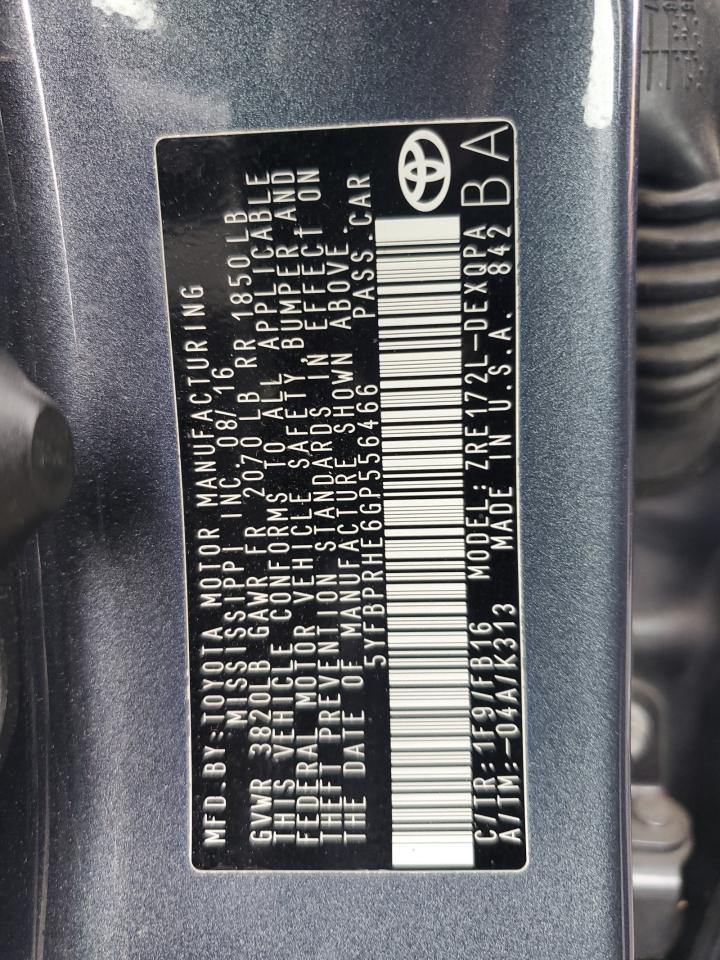 MFD.BY:TOYOTA MOTOR MANUFACTURING
MISSISSIPPI INC. 08/16
GVWR 3820LB GAWR FR 2070 LB RR 1850 LB
THIS VEHICLE CONFORMS TO ALL APPLICABLE
FEDERAL MOTOR VEHICLE SAFETY, BUMPER AND
THEFT PREVENTION STANDARDS IN EFFECT ON
THE DATE OF MANUFACTURE SHOWN ABOVE.
5YFBPRHE6GP556466 PASS.CAR
C/TR:1F9/FB16 MODEL:ZRE172L-DEXQPA
A/TM:-04A/K313 MADE IN U.S.A. 842
BA